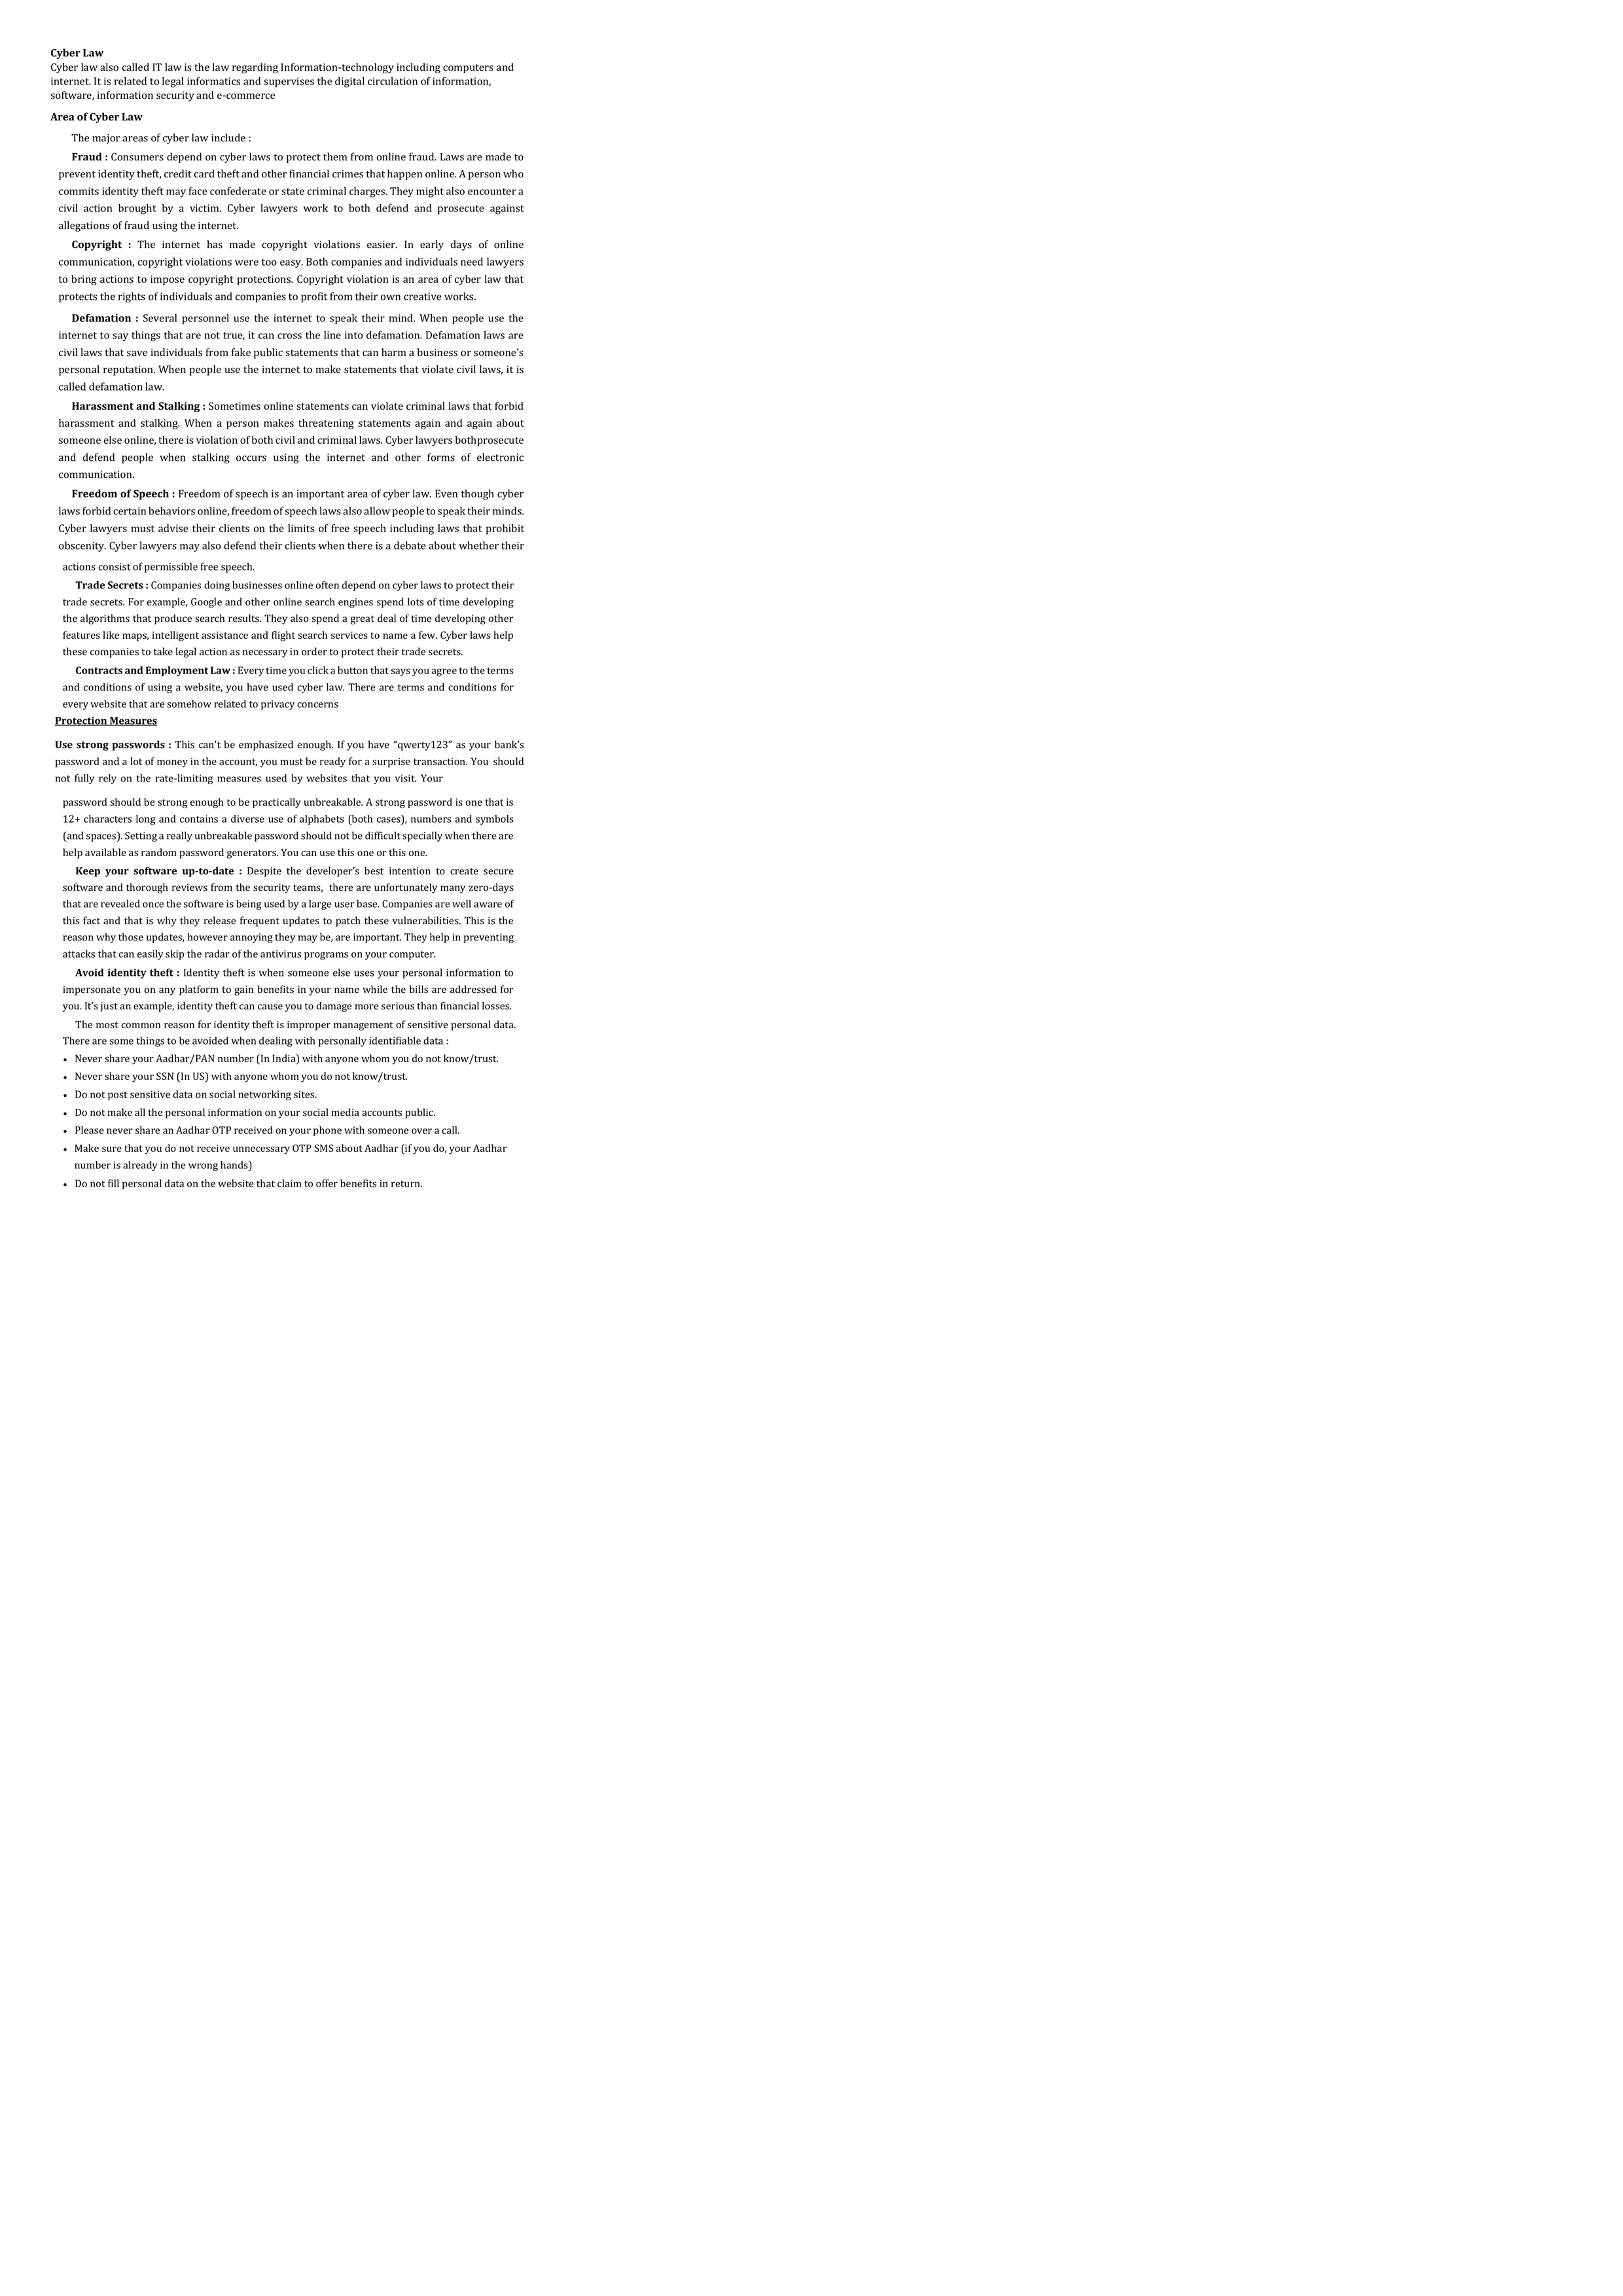 Cyber Law
Cyber law also called IT law is the law regarding Information-technology including computers and
internet. It is related to legal informatics and supervises the digital circulation of information,
software, information security and e-commerce
Area of Cyber Law
The major areas of cyber law include :
Fraud : Consumers depend on cyber laws to protect them from online fraud. Laws are made to
prevent identity theft, credit card theft and other financial crimes that happen online. A person who
commits identity theft may face confederate or state criminal charges. They might also encounter a
civil action brought by a victim. Cyber lawyers work to both defend and prosecute against
allegations of fraud using the internet.
Copyright : The internet has made copyright violations easier. In early days of online
communication, copyright violations were too easy. Both companies and individuals need lawyers
to bring actions to impose copyright protections. Copyright violation is an area of cyber law that
protects the rights of individuals and companies to profit from their own creative works.
Defamation : Several personnel use the internet to speak their mind. When people use the
internet to say things that are not true, it can cross the line into defamation. Defamation laws are
civil laws that save individuals from fake public statements that can harm a business or someone's
personal reputation. When people use the internet to make statements that violate civil laws, it is
called defamation law.
Harassment and Stalking : Sometimes online statements can violate criminal laws that forbid
harassment and stalking. When a person makes threatening statements again and again about
someone else online, there is violation of both civil and criminal laws. Cyber lawyers bothprosecute
and defend people when stalking occurs using the internet and other forms of electronic
communication.
Freedom of Speech : Freedom of speech is an important area of cyber law. Even though cyber
laws forbid certain behaviors online, freedom of speech laws also allow people to speak their minds.
Cyber lawyers must advise their clients on the limits of free speech including laws that prohibit
obscenity. Cyber lawyers may also defend their clients when there is a debate about whether their
actions consist of permissible free speech.
Trade Secrets : Companies doing businesses online often depend on cyber laws to protect their
trade secrets. For example, Google and other online search engines spend lots of time developing
the algorithms that produce search results. They also spend a great deal of time developing other
features like maps, intelligent assistance and flight search services to name a few. Cyber laws help
these companies to take legal action as necessary in order to protect their trade secrets.
Contracts and Employment Law : Every time you click a button that says you agree to the terms
and conditions of using a website, you have used cyber law. There are terms and conditions for
every website that are somehow related to privacy concerns
Protection Measures
Use strong passwords : This can't be emphasized enough. If you have "qwerty123" as your bank's
password and a lot of money in the account, you must be ready for a surprise transaction. You should
not fully rely on the rate-limiting measures used by websites that you visit. Your
password should be strong enough to be practically unbreakable. A strong password is one that is
12+ characters long and contains a diverse use of alphabets (both cases), numbers and symbols
(and spaces). Setting a really unbreakable password should not be difficult specially when there are
help available as random password generators. You can use this one or this one.
Keep your software up-to-date : Despite the developer's best intention to create secure
software and thorough reviews from the security teams, there are unfortunately many zero-days
that are revealed once the software is being used by a large user base. Companies are well aware of
this fact and that is why they release frequent updates to patch these vulnerabilities. This is the
reason why those updates, however annoying they may be, are important. They help in preventing
attacks that can easily skip the radar of the antivirus programs on your computer.
Avoid identity theft : Identity theft is when someone else uses your personal information to
impersonate you on any platform to gain benefits in your name while the bills are addressed for
you. It's just an example, identity theft can cause you to damage more serious than financial losses.
The most common reason for identity theft is improper management of sensitive personal data.
There are some things to be avoided when dealing with personally identifiable data :
• Never share your Aadhar/PAN number (In India) with anyone whom you do not know/trust.
• Never share your SSN (In US) with anyone whom you do not know/trust.
• Do not post sensitive data on social networking sites.
• Do not make all the personal information on your social media accounts public.
• Please never share an Aadhar OTP received on your phone with someone over a call.
• Make sure that you do not receive unnecessary OTP SMS about Aadhar (if you do, your Aadhar
number is already in the wrong hands)
• Do not fill personal data on the website that claim to offer benefits in return.